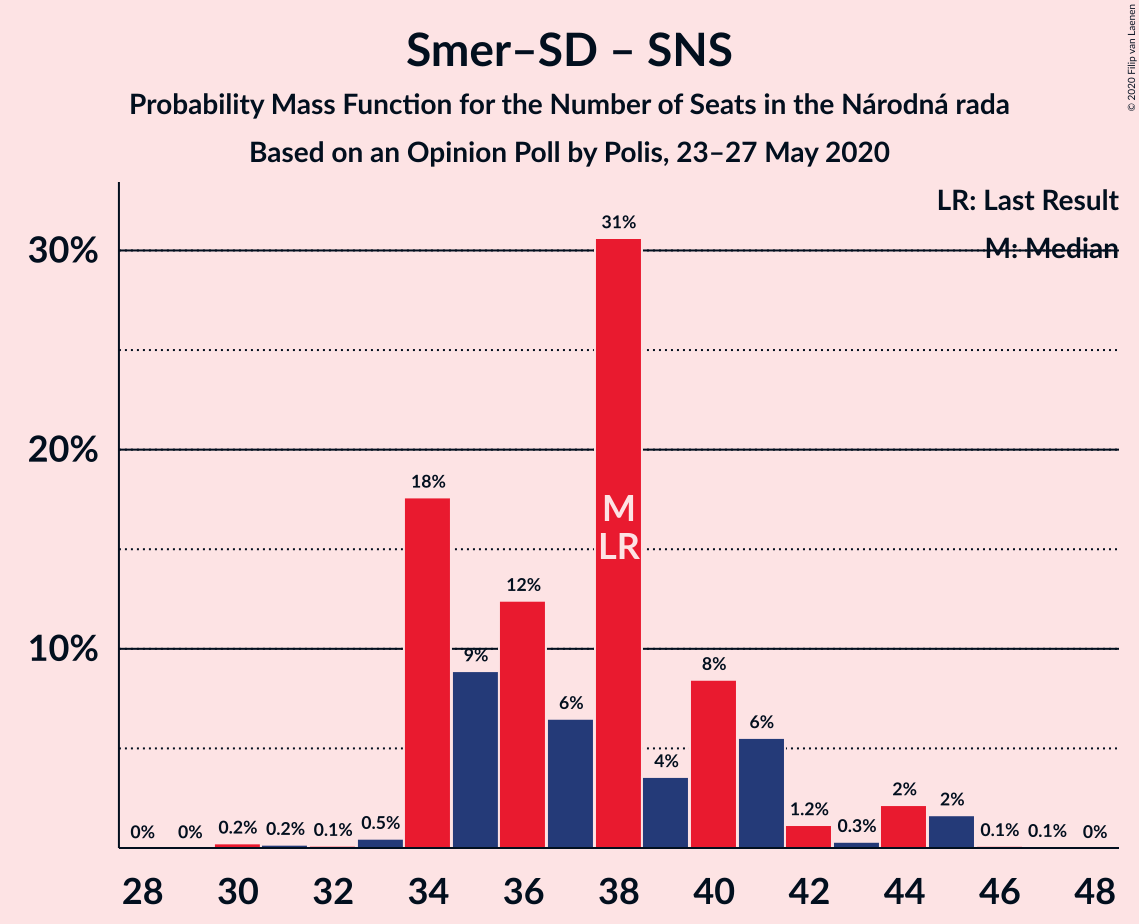 Smer–SD – SNS
Probability Mass Function for the Number of Seats in the Národná rada
Based on an Opinion Poll by Polis, 23–27 May 2020
© 2020 Filip van Laenen
LR: Last Result
M: Median
30%
20%
10%
0%
0%
0.2%
0.2%
0.1%
0.5%
18%
9%
12%
6%
31%
M
LR
4%
8%
6%
1.2%
0.3%
2%
2%
0.1%
0.1%
0%
28 30 32 34 36 38 40 42 44 46 48